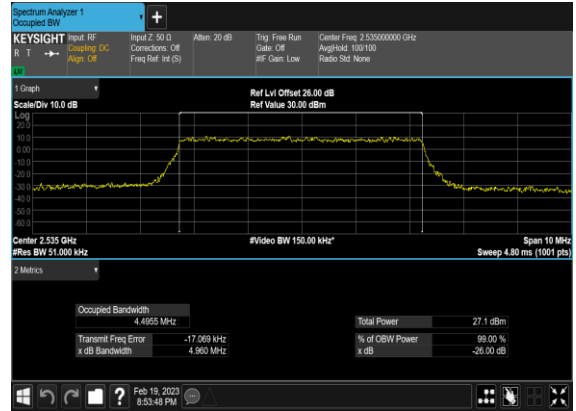 Spectrum Analyzer 1
Occupied BW
KEYSIGHT
R T
LXI
Input: RF
Coupling: DC
Align: Off
Input Z: 50 Ω
Corrections: Off
Freq Ref: Int (S)
Atten: 20 dB
Trig: Free Run
Gate: Off
#IF Gain: Low
Center Freq: 2.535000000 GHz
Avg|Hold: 100/100
Radio Std: None
1 Graph
Scale/Div 10.0 dB
Ref Lvl Offset 26.00 dB
Ref Value 30.00 dBm
Log
20.0
10.0
0.00
-10.0
-20.0
-30.0
-40.0
-50.0
-60.0
Center 2.535 GHz
#Res BW 51.000 kHz
#Video BW 150.00 kHz*
Span 10 MHz
Sweep 4.80 ms (1001 pts)
2 Metrics
Occupied Bandwidth
4.4955 MHz
Transmit Freq Error -17.069 kHz
x dB Bandwidth 4.960 MHz
Total Power 27.1 dBm
% of OBW Power 99.00 %
x dB -26.00 dB
Feb 19, 2023
8:53:48 PM